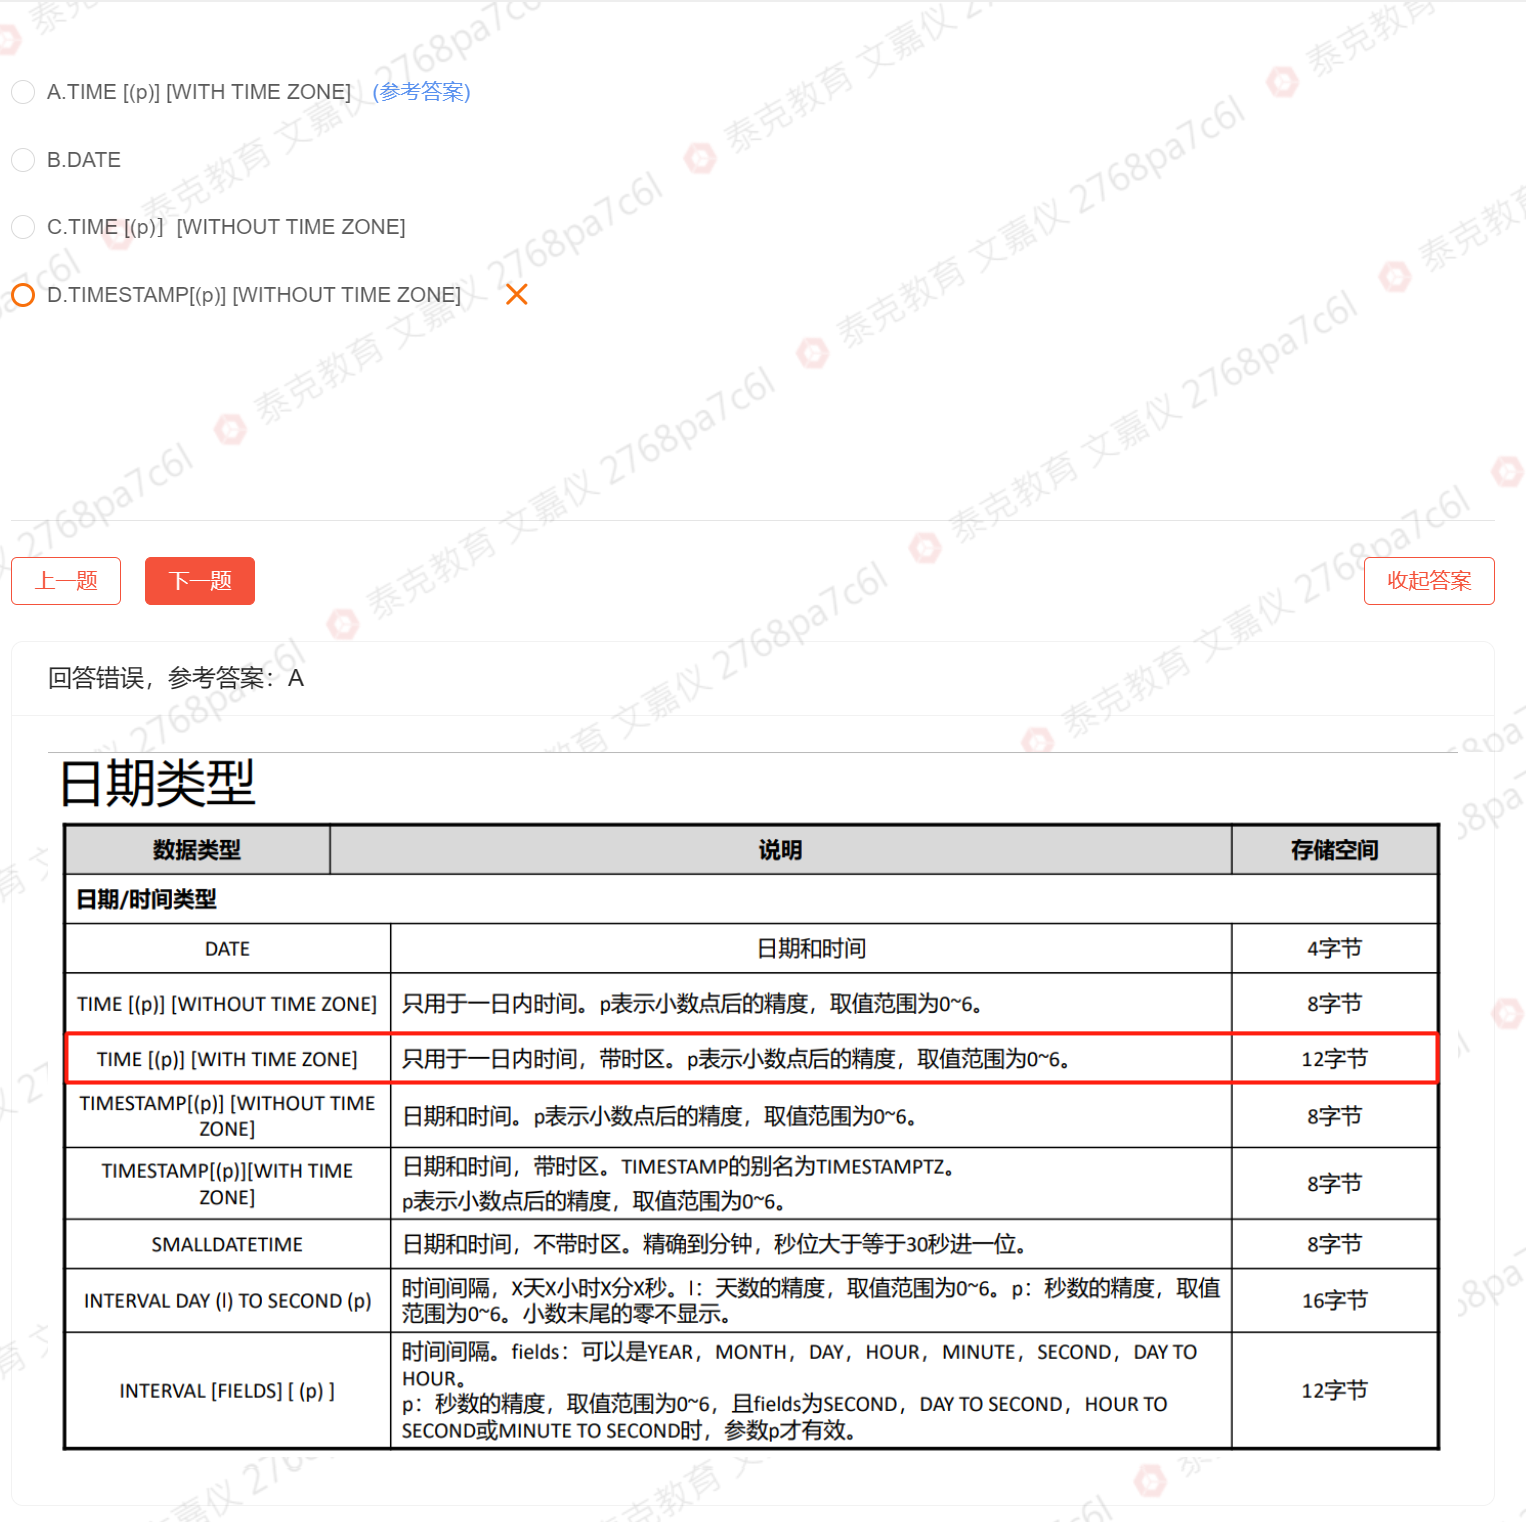 A.TIME [(p)] [WITH TIME ZONE] (参考答案)
B.DATE
C.TIME [(p)] [WITHOUT TIME ZONE]
D.TIMESTAMP[(p)] [WITHOUT TIME ZONE]
上一题 下一题 收起答案
回答错误，参考答案：A
日期类型
数据类型 说明 存储空间
日期/时间类型
DATE 日期和时间 4字节
TIME [(p)] [WITHOUT TIME ZONE] 只用于一日内时间。p表示小数点后的精度，取值范围为0~6。 8字节
TIME [(p)] [WITH TIME ZONE] 只用于一日内时间，带时区。p表示小数点后的精度，取值范围为0~6。 12字节
TIMESTAMP[(p)] [WITHOUT TIME
ZONE] 日期和时间。p表示小数点后的精度，取值范围为0~6。 8字节
TIMESTAMP[(p)][WITH TIME
ZONE] 日期和时间，带时区。TIMESTAMP的别名为TIMESTAMPTZ。
p表示小数点后的精度，取值范围为0~6。 8字节
SMALLDATETIME 日期和时间，不带时区。精确到分钟，秒位大于等于30秒进一位。 8字节
INTERVAL DAY (l) TO SECOND (p) 时间间隔，X天X小时X分X秒。l：天数的精度，取值范围为0~6。p：秒数的精度，取值
范围为0~6。小数末尾的零不显示。 16字节
INTERVAL [FIELDS] [ (p) ] 时间间隔。fields：可以是YEAR，MONTH，DAY，HOUR，MINUTE，SECOND，DAY TO
HOUR。
p：秒数的精度，取值范围为0~6，且fields为SECOND，DAY TO SECOND，HOUR TO
SECOND或MINUTE TO SECOND时，参数p才有效。 12字节
泰克教育 文嘉仪 2768pa7c6l